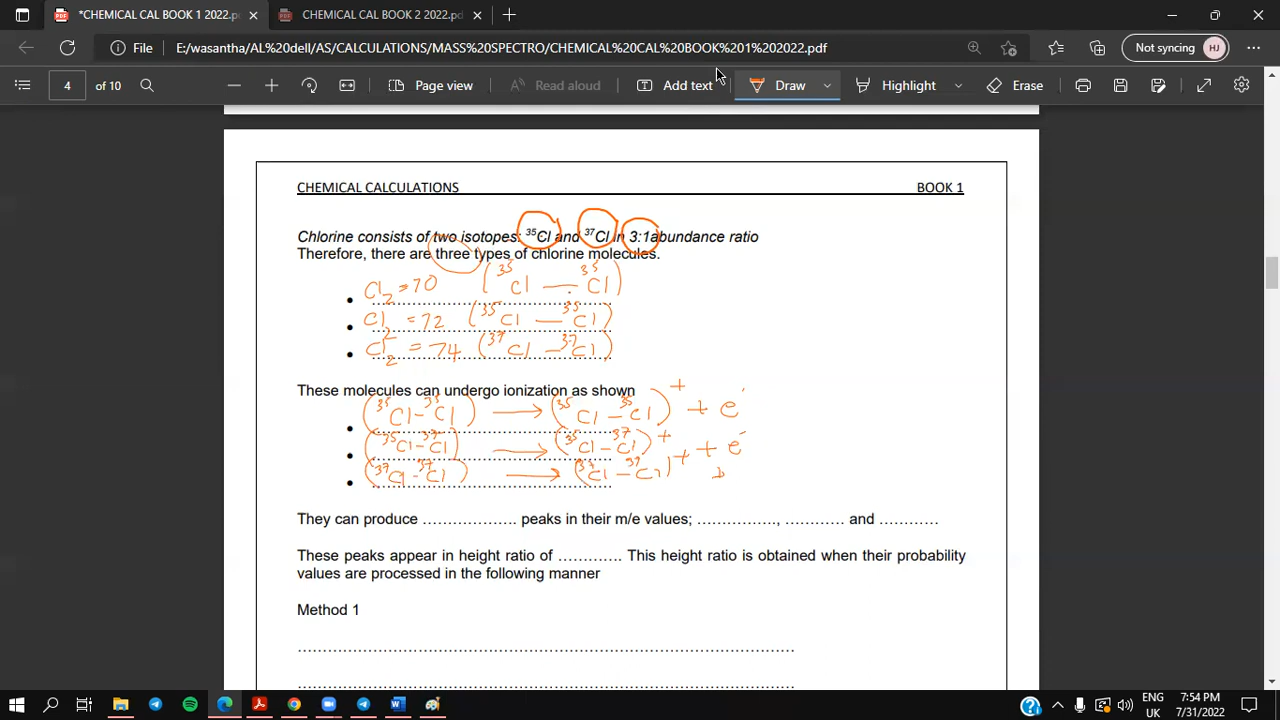 *CHEMICAL CAL BOOK 1 2022.p
CHEMICAL CAL BOOK 2 2022.pd
File
E:/wasantha/AL%20dell/AS/CALCULATIONS/MASS%20SPECTRO/CHEMICAL%20CAL%20BOOK%201%202022.pdf
Not syncing HJ
4 of 10
Page view
Read aloud
Add text
Draw
Highlight
Erase
CHEMICAL CALCULATIONS BOOK 1
Chlorine consists of two isotopes: ³⁵Cl and ³⁷Cl in 3:1abundance ratio
Therefore, there are three types of chlorine molecules.
• Cl₂ = 70 (³⁵Cl — ³⁵Cl)
• Cl₂ = 72 (³⁵Cl — ³⁵Cl)
• Cl₂ = 74 (³⁷Cl — ³⁷Cl)
These molecules can undergo ionization as shown
• (³⁵Cl-³⁵Cl) → (³⁵Cl – ³⁵Cl)⁺ + e⁻
• (³⁵Cl-³⁷Cl) → (³⁵Cl – ³⁷Cl)⁺ + e⁻
• (³⁷Cl-³⁷Cl) → (³⁷Cl – ³⁷Cl)⁺ +
They can produce ………………. peaks in their m/e values; ……………., ………… and …………
These peaks appear in height ratio of …………. This height ratio is obtained when their probability
values are processed in the following manner
Method 1
ENG
UK
7:54 PM
7/31/2022